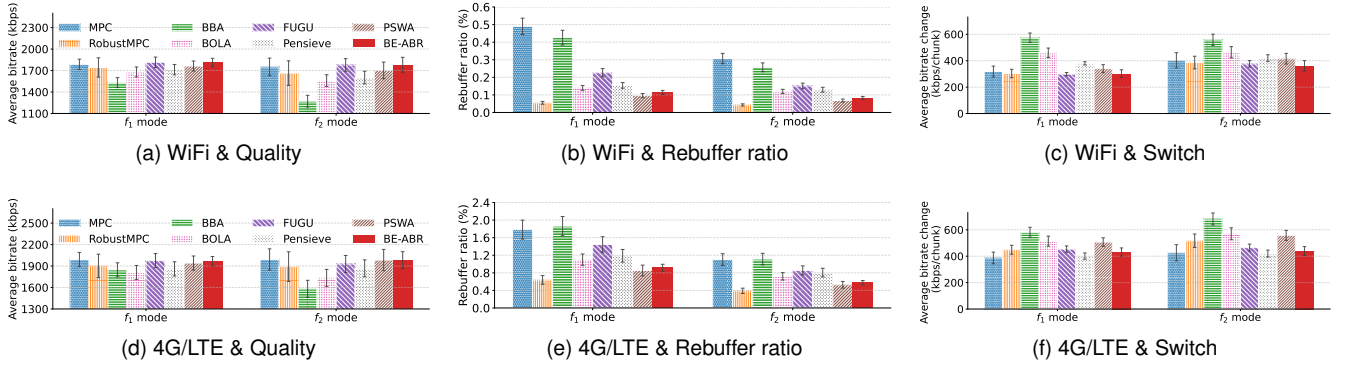 Average bitrate (kbps)
2400
2100
1800
1500
1100
MPC
BBA
FUGU
PSWA
RobustMPC
BOLA
Pensieve
BE-ABR
f1 mode
f2 mode
(a) WiFi & Quality
Rebuffer ratio (%)
0.6
0.5
0.4
0.3
0.2
0.1
0.0
f1 mode
f2 mode
(b) WiFi & Rebuffer ratio
Average bitrate change
(kbps/chunk)
600
400
200
0
f1 mode
f2 mode
(c) WiFi & Switch
Average bitrate (kbps)
2500
2200
1900
1600
1300
MPC
BBA
FUGU
PSWA
RobustMPC
BOLA
Pensieve
BE-ABR
f1 mode
f2 mode
(d) 4G/LTE & Quality
Rebuffer ratio (%)
2.4
2.0
1.6
1.2
0.8
0.4
0.0
f1 mode
f2 mode
(e) 4G/LTE & Rebuffer ratio
Average bitrate change
(kbps/chunk)
600
400
200
0
f1 mode
f2 mode
(f) 4G/LTE & Switch